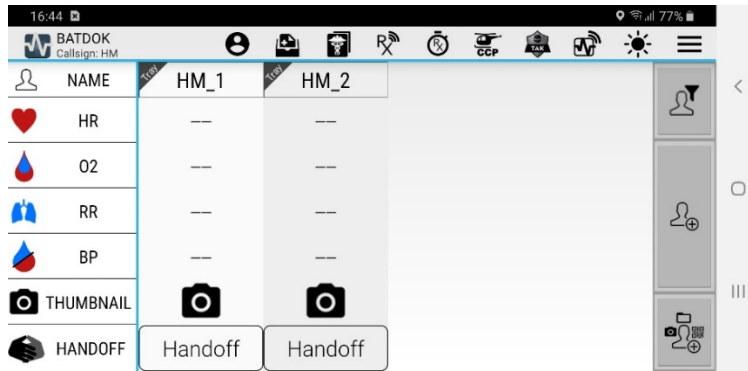 16:44 77%
BATDOK
Callsign: HM
CCP TAK
NAME Tray HM_1 Tray HM_2
HR -- --
O2 -- --
RR -- --
BP -- --
THUMBNAIL
HANDOFF Handoff Handoff